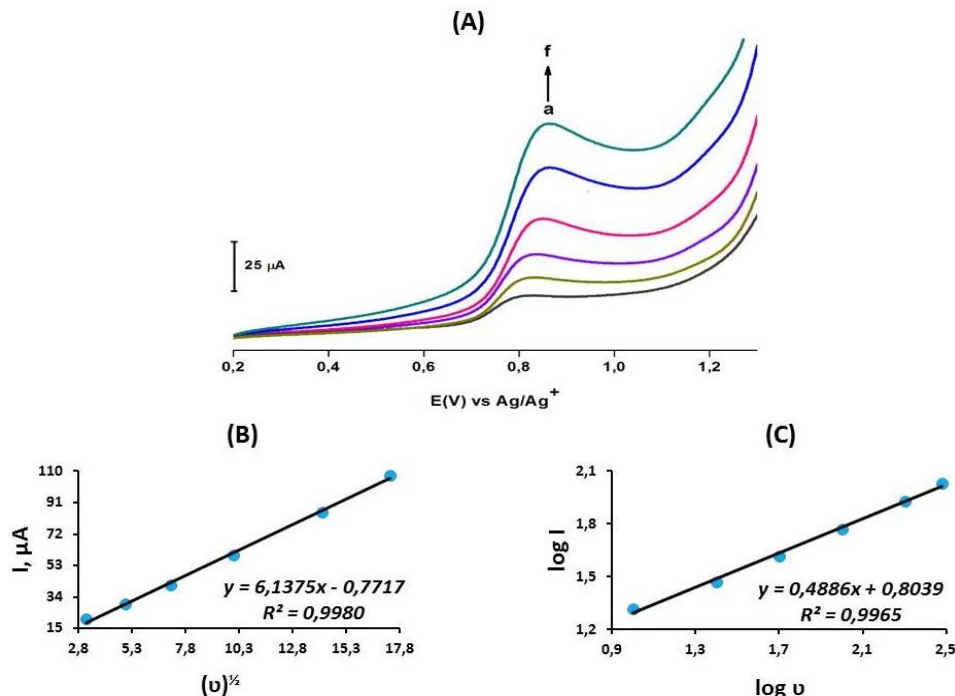 (A)
f
a
25 µA
0,2 0,4 0,6 0,8 1,0 1,2
E(V) vs Ag/Ag⁺
(B)
110
91
72
53
34
15
I, µA
y = 6,1375x - 0,7717
R² = 0,9980
2,8 5,3 7,8 10,3 12,8 15,3 17,8
(υ)^½
(C)
2,1
1,8
1,5
1,2
log I
y = 0,4886x + 0,8039
R² = 0,9965
0,9 1,3 1,7 2,1 2,5
log υ